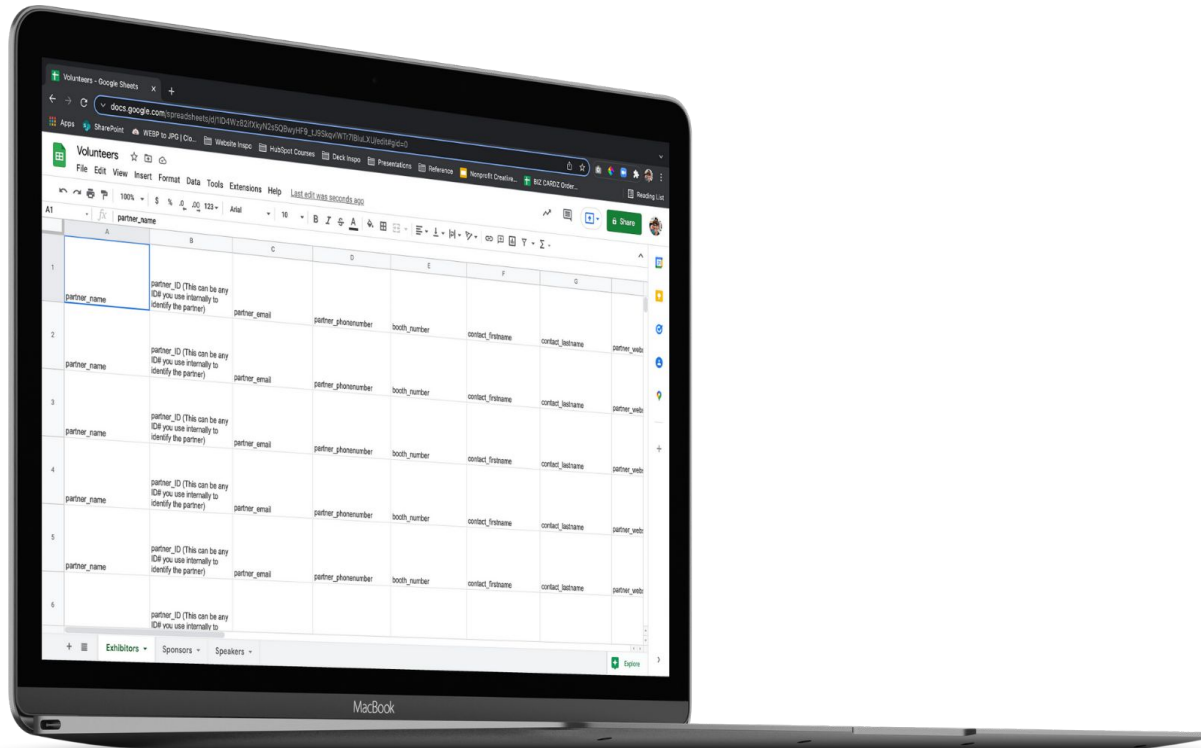 Volunteers - Google Sheets
Apps SharePoint WEBP to JPG | Clo... Website Inspo HubSpot Courses Deck Inspo Presentations Reference Nonprofit Creative... BIZ CARDZ Order... Reading List
Volunteers
File Edit View Insert Format Data Tools Extensions Help Last edit was seconds ago
Share
100% $ % .0 .00 123 Arial 10 B I S A
A1 fx partner_name
A B C D E F G
1
partner_name
partner_ID (This can be any
ID# you use internally to
identify the partner)
partner_email
partner_phonenumber
booth_number
contact_firstname
contact_lastname
partner_webs
2
partner_name
partner_ID (This can be any
ID# you use internally to
identify the partner)
partner_email
partner_phonenumber
booth_number
contact_firstname
contact_lastname
partner_webs
3
partner_name
partner_ID (This can be any
ID# you use internally to
identify the partner)
partner_email
partner_phonenumber
booth_number
contact_firstname
contact_lastname
partner_webs
4
partner_name
partner_ID (This can be any
ID# you use internally to
identify the partner)
partner_email
partner_phonenumber
booth_number
contact_firstname
contact_lastname
partner_webs
5
partner_name
partner_ID (This can be any
ID# you use internally to
identify the partner)
partner_email
partner_phonenumber
booth_number
contact_firstname
contact_lastname
partner_webs
6
partner_ID (This can be any
ID# you use internally to
Exhibitors Sponsors Speakers
Explore
MacBook